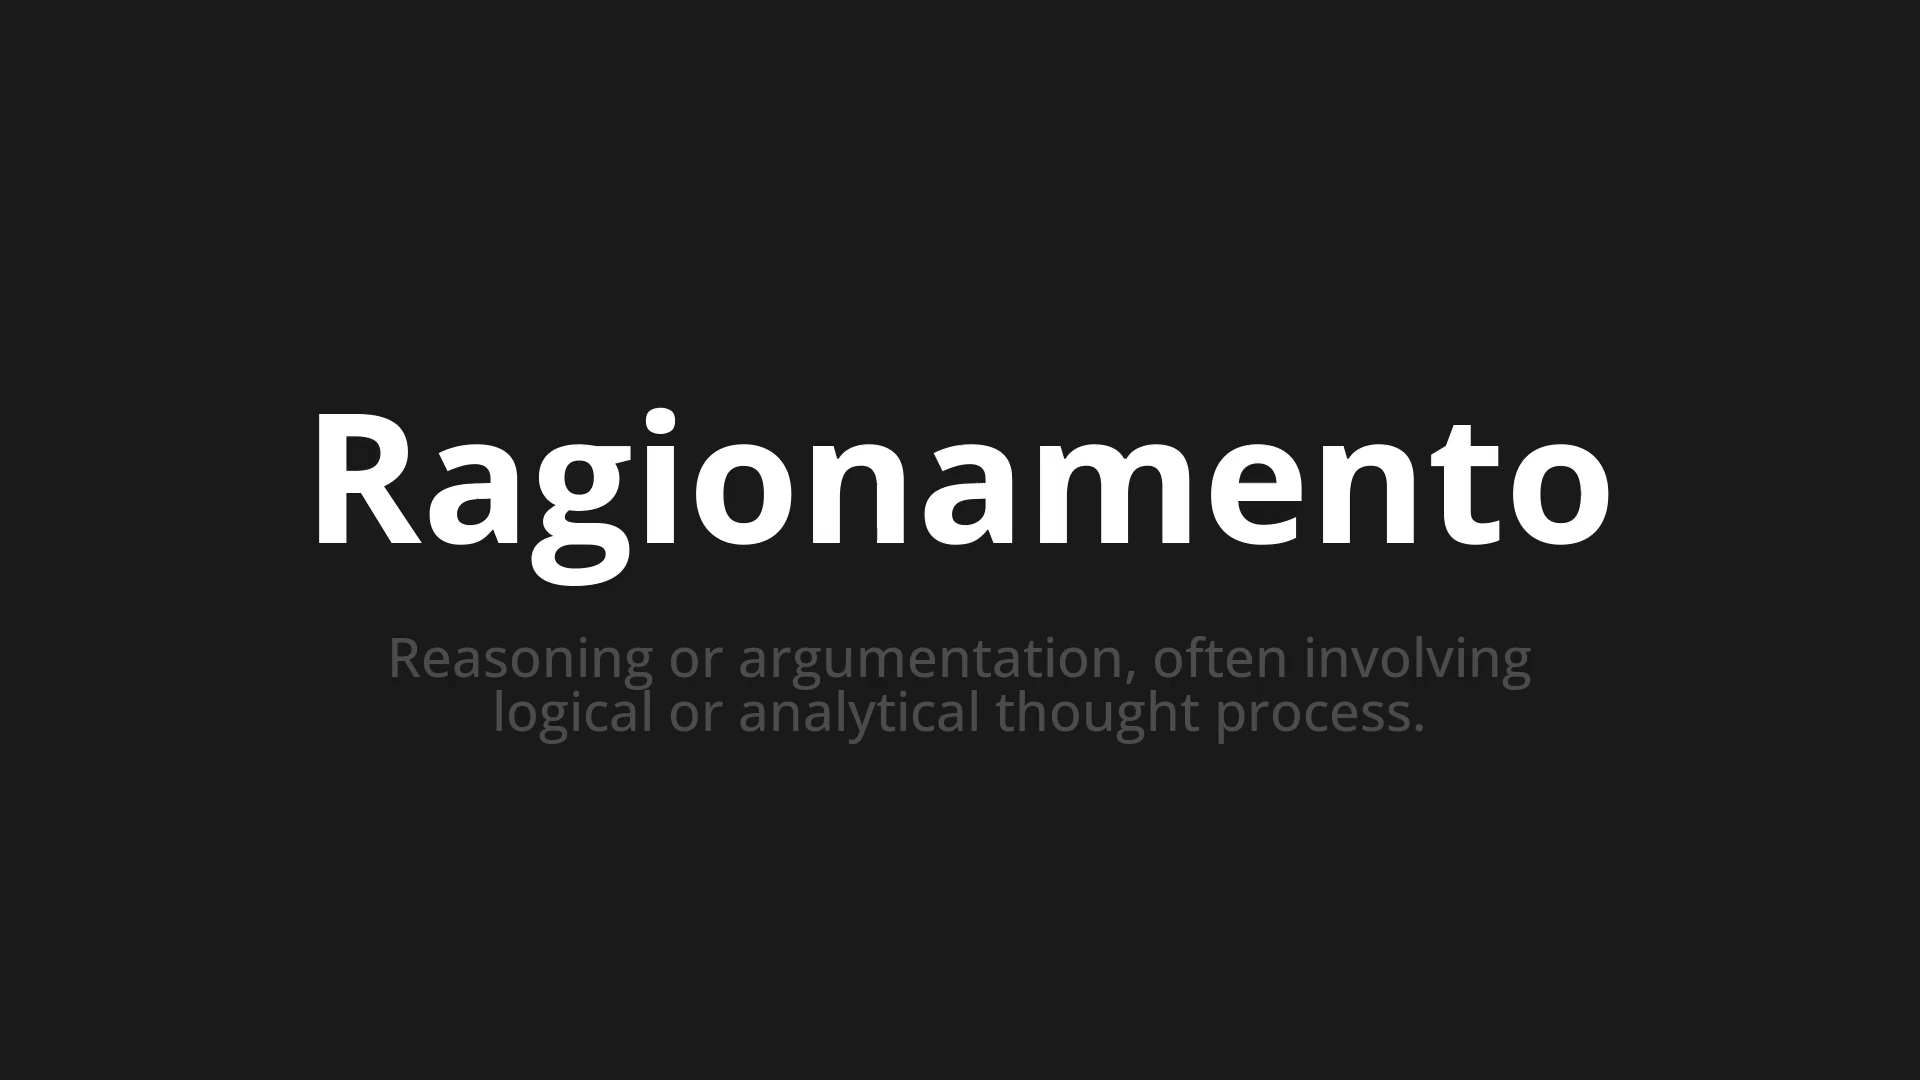 Ragionamento
Reasoning or argumentation, often involving
logical or analytical thought process.